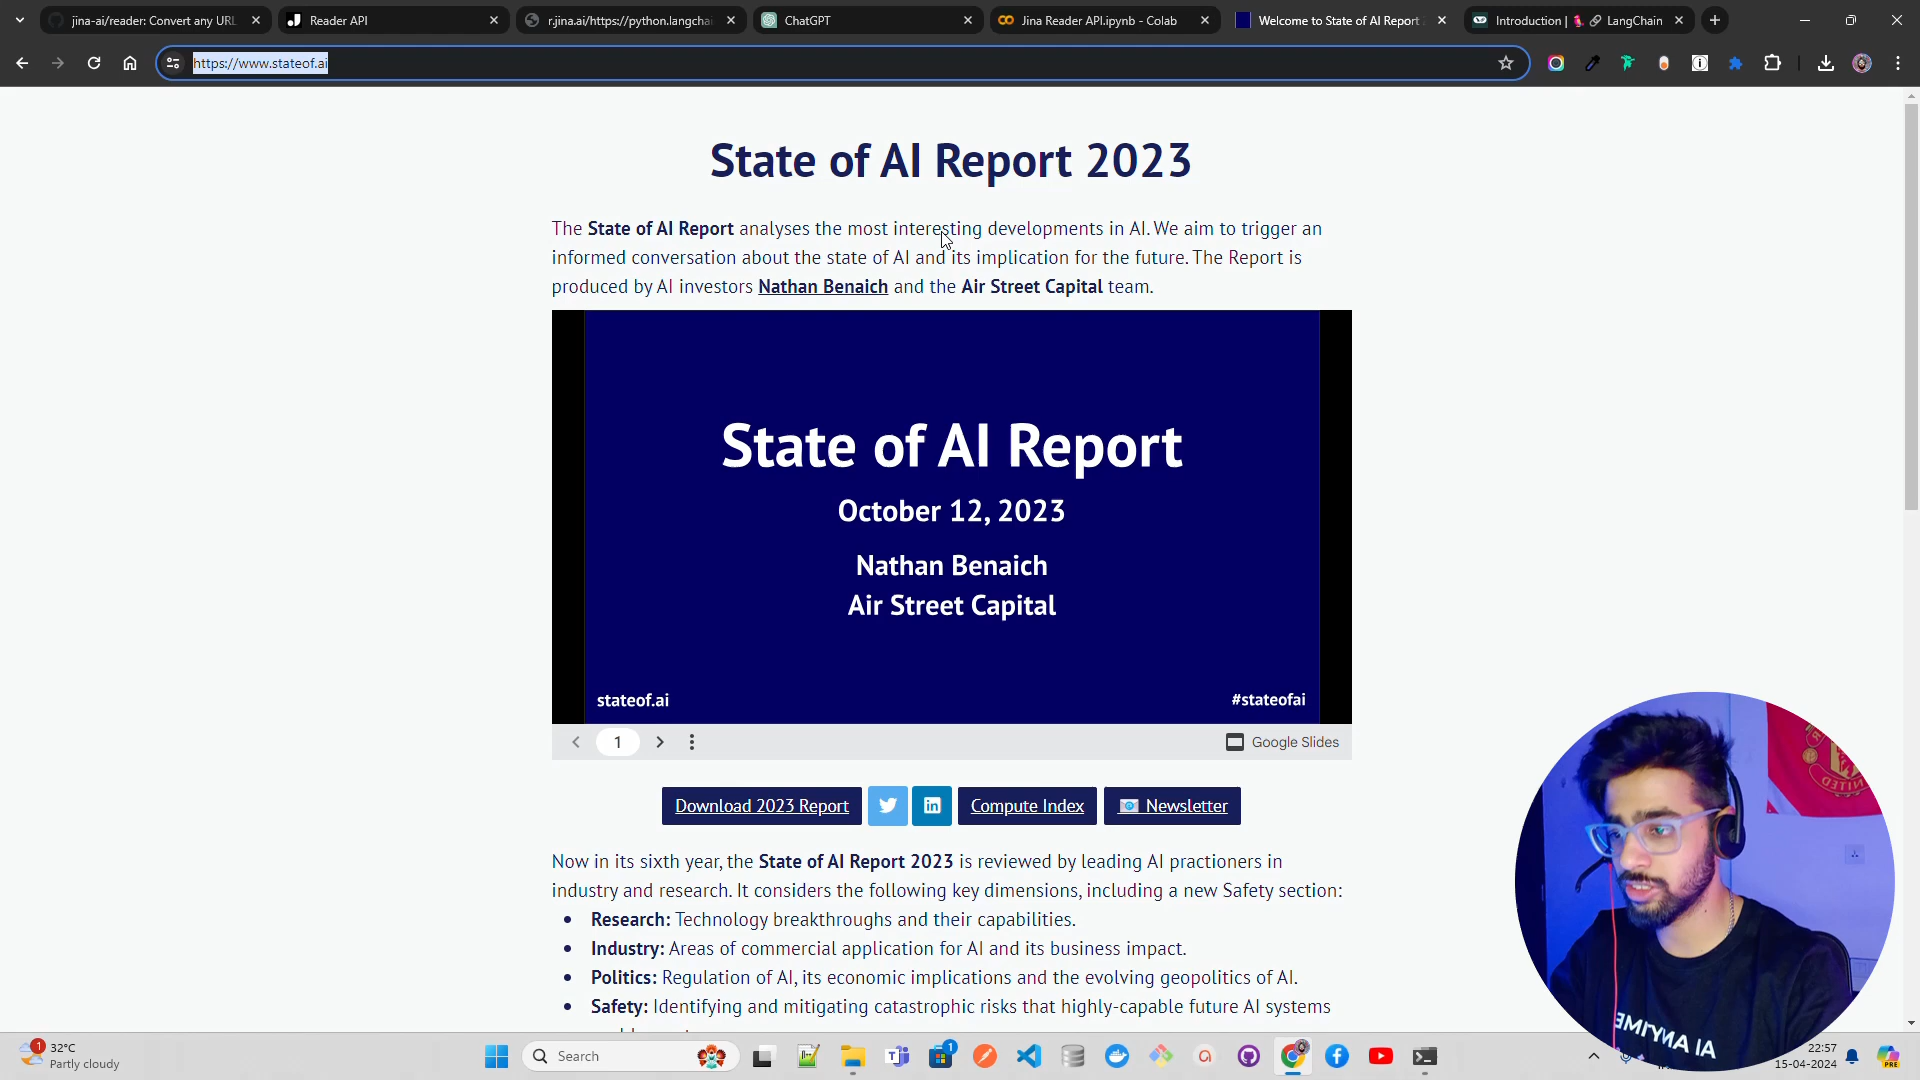 jina-ai/reader: Convert any URL
Reader API
r.jina.ai/https://python.langchai
ChatGPT
Jina Reader API.ipynb - Colab
Welcome to State of AI Report
Introduction | 🦜️🔗 LangChain
https://www.stateof.ai
State of AI Report 2023
The State of AI Report analyses the most interesting developments in AI. We aim to trigger an
informed conversation about the state of AI and its implication for the future. The Report is
produced by AI investors Nathan Benaich and the Air Street Capital team.
State of AI Report
October 12, 2023
Nathan Benaich
Air Street Capital
stateof.ai
#stateofai
1
Google Slides
Download 2023 Report
Compute Index
Newsletter
Now in its sixth year, the State of AI Report 2023 is reviewed by leading AI practioners in
industry and research. It considers the following key dimensions, including a new Safety section:
• Research: Technology breakthroughs and their capabilities.
• Industry: Areas of commercial application for AI and its business impact.
• Politics: Regulation of AI, its economic implications and the evolving geopolitics of AI.
• Safety: Identifying and mitigating catastrophic risks that highly-capable future AI systems
UNITED
AI ANYTIME
1
32°C
Partly cloudy
Search
1
22:57
15-04-2024
PRE